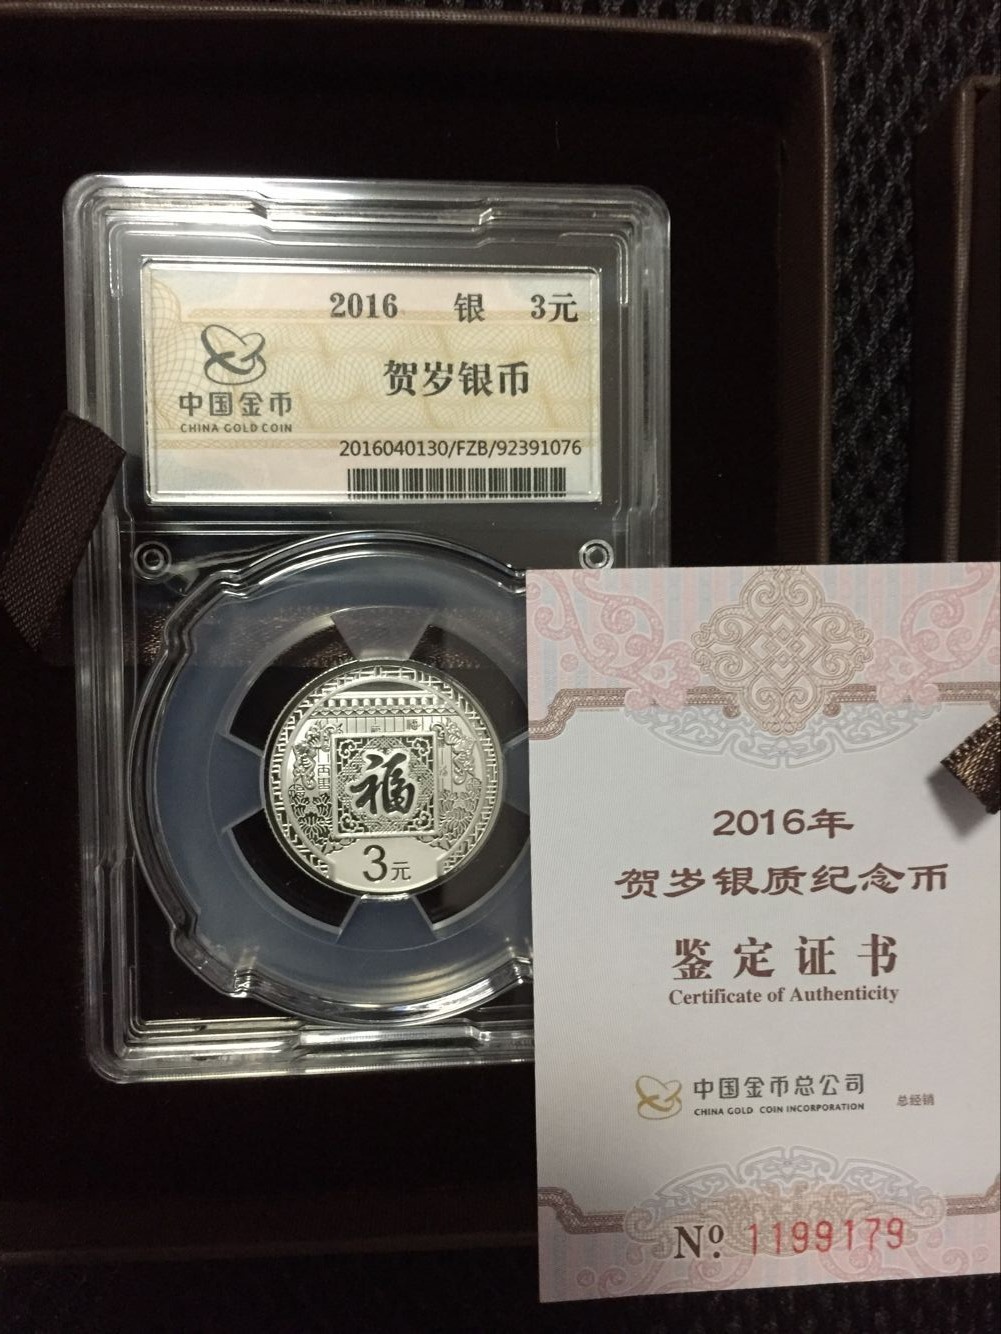 2016 银 3元
中国金币
CHINA GOLD COIN
贺岁银币
2016040130/FZB/92391076
福
3元
2016年
贺岁银质纪念币
鉴定证书
Certificate of Authenticity
中国金币总公司
CHINA GOLD COIN INCORPORATION
总经销
Nº. 1199179